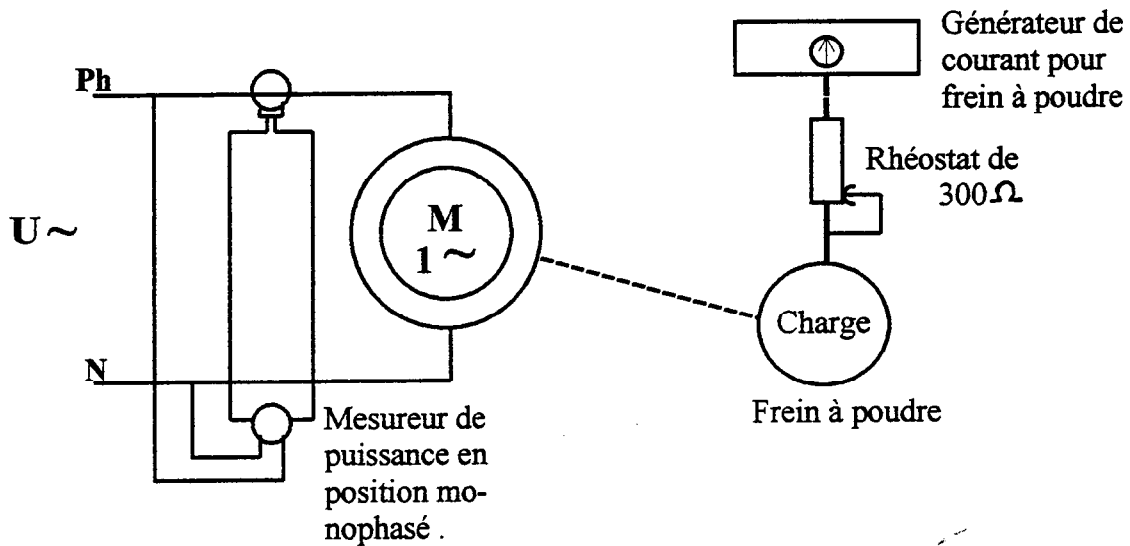 Ph
U ~
N
M
1 ~
Mesureur de
puissance en
position mo-
nophasé .
Générateur de
courant pour
frein à poudre
Rhéostat de
300Ω
Charge
Frein à poudre